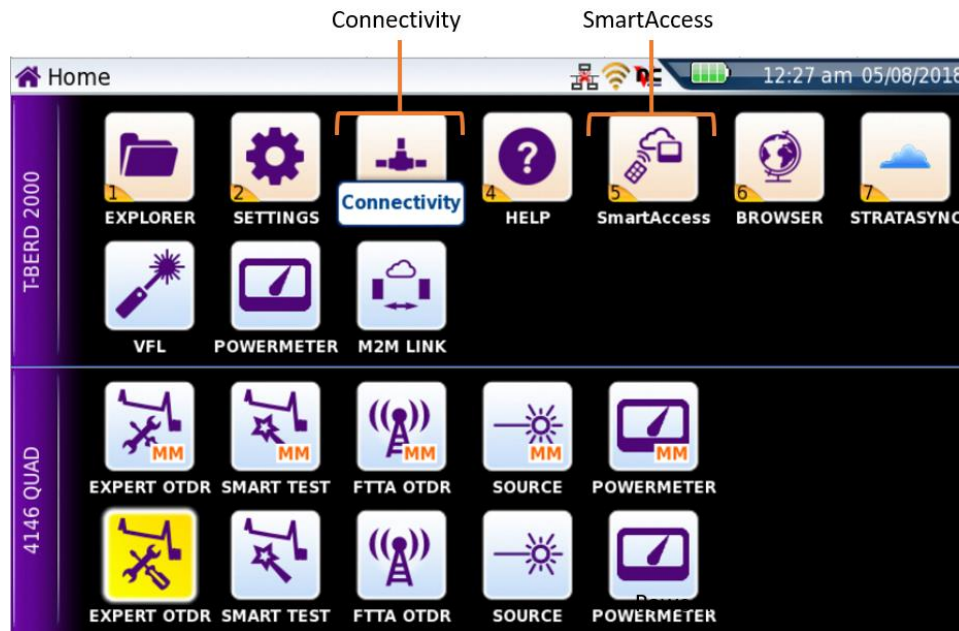 Connectivity SmartAccess
Home 12:27 am 05/08/2018
T-BERD 2000
1 2 4 ? 5 6 7
EXPLORER SETTINGS Connectivity HELP SmartAccess BROWSER STRATASYNC
VFL POWERMETER M2M LINK
4146 QUAD
MM MM MM MM MM
EXPERT OTDR SMART TEST FTTA OTDR SOURCE POWERMETER
EXPERT OTDR SMART TEST FTTA OTDR SOURCE POWERMETER